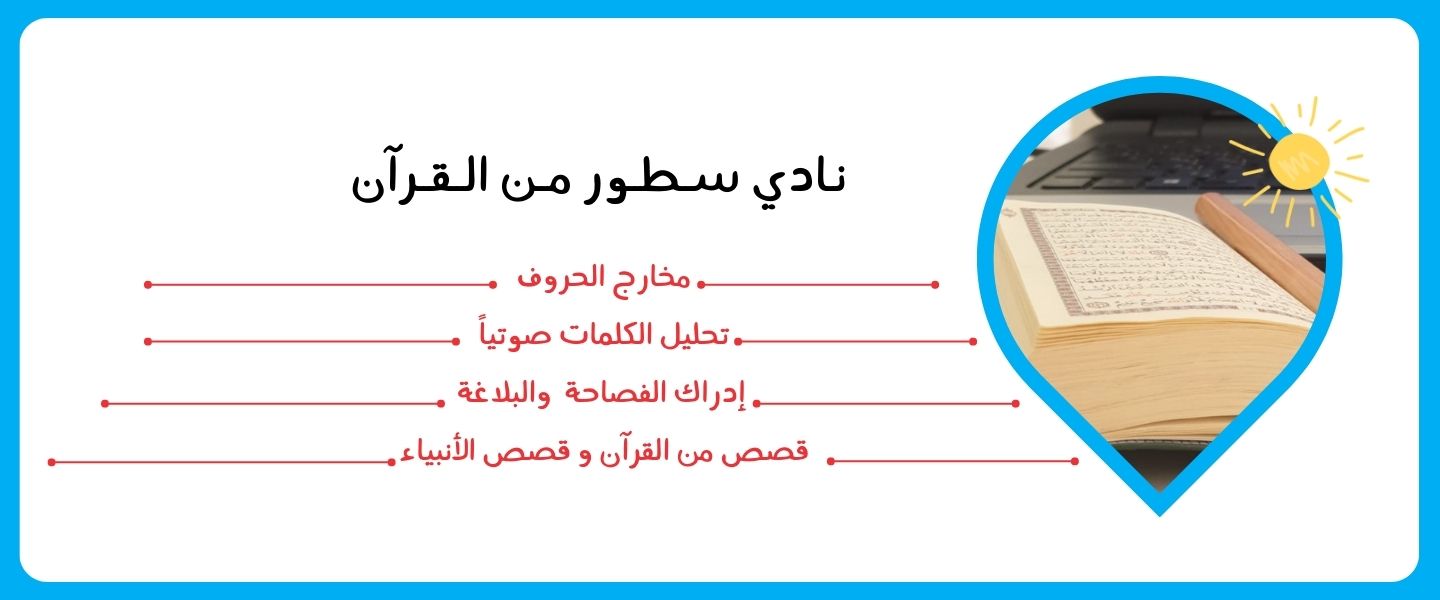 نادي سطور من القرآن
مخارج الحروف
تحليل الكلمات صوتياً
إدراك الفصاحة والبلاغة
قصص من القرآن و قصص الأنبياء